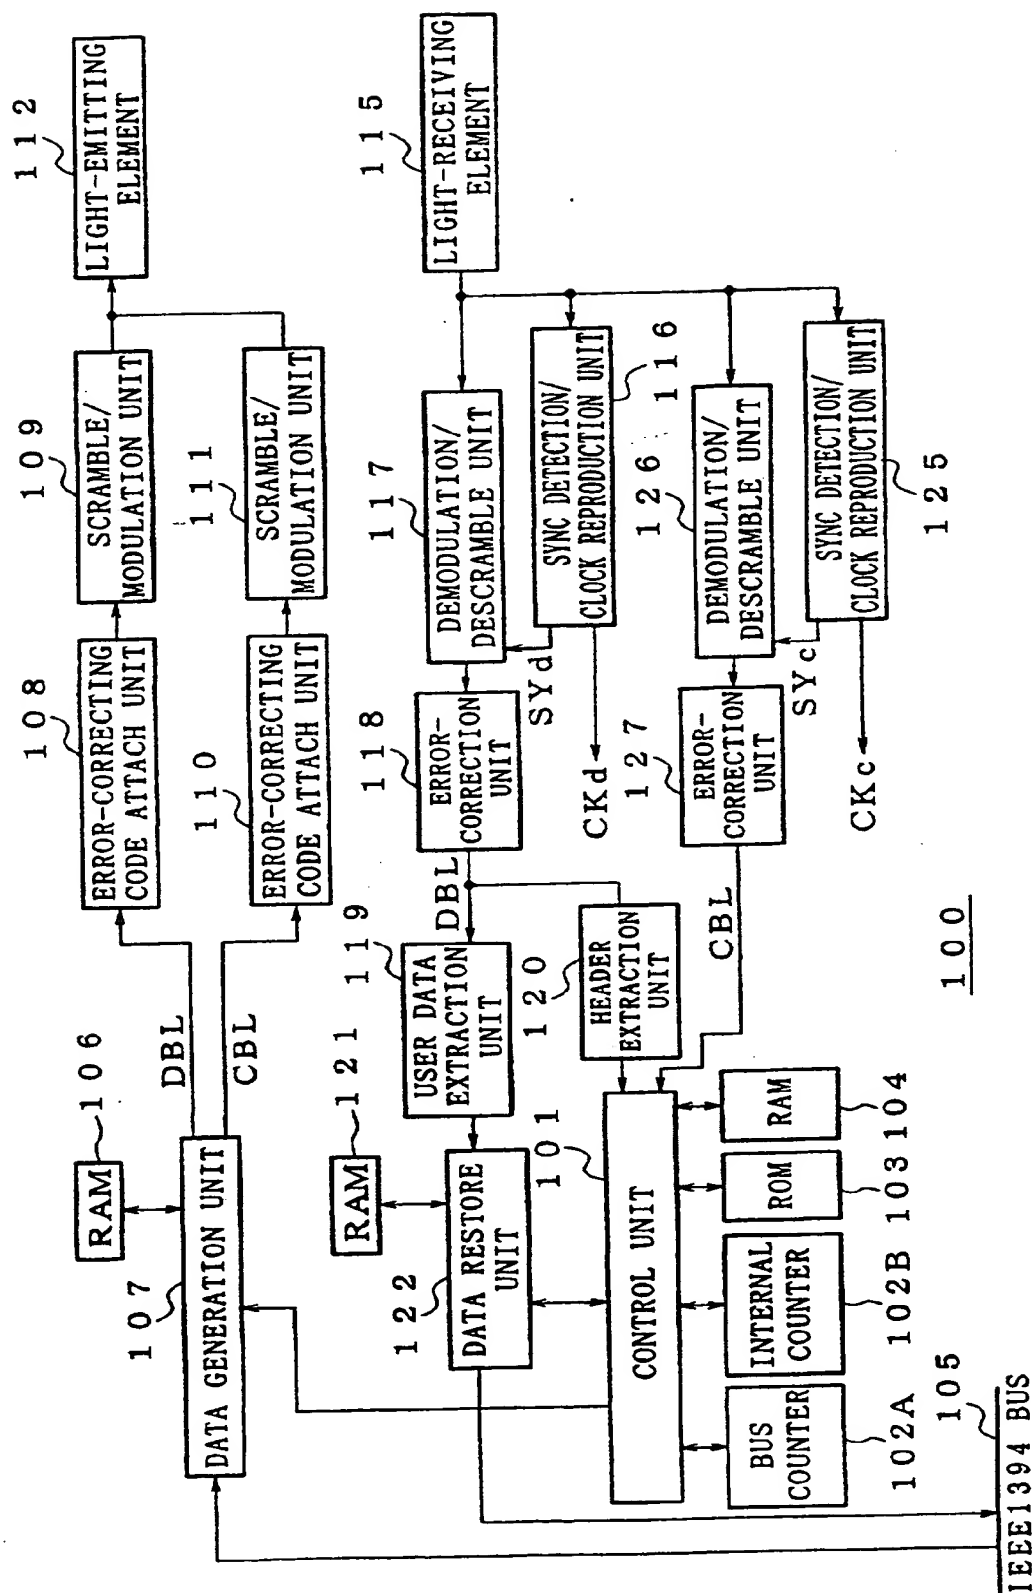 112
LIGHT-EMITTING
ELEMENT
109
SCRAMBLE/
MODULATION UNIT
111
SCRAMBLE/
MODULATION UNIT
108
ERROR-CORRECTING
CODE ATTACH UNIT
110
ERROR-CORRECTING
CODE ATTACH UNIT
DBL
CBL
106
RAM
107
DATA GENERATION UNIT
115
LIGHT-RECEIVING
ELEMENT
117
DEMODULATION/
DESCRAMBLE UNIT
116
SYNC DETECTION/
CLOCK REPRODUCTION UNIT
SYd
CKd
126
DEMODULATION/
DESCRAMBLE UNIT
125
SYNC DETECTION/
CLOCK REPRODUCTION UNIT
SYc
CKc
118
ERROR-
CORRECTION
UNIT
127
ERROR-
CORRECTION
UNIT
DBL
CBL
119
USER DATA
EXTRACTION
UNIT
120
HEADER
EXTRACTION
UNIT
121
RAM
122
DATA RESTORE
UNIT
101
CONTROL UNIT
RAM
104
ROM
103
INTERNAL
COUNTER
102B
BUS
COUNTER
102A
105
IEEE1394 BUS
100